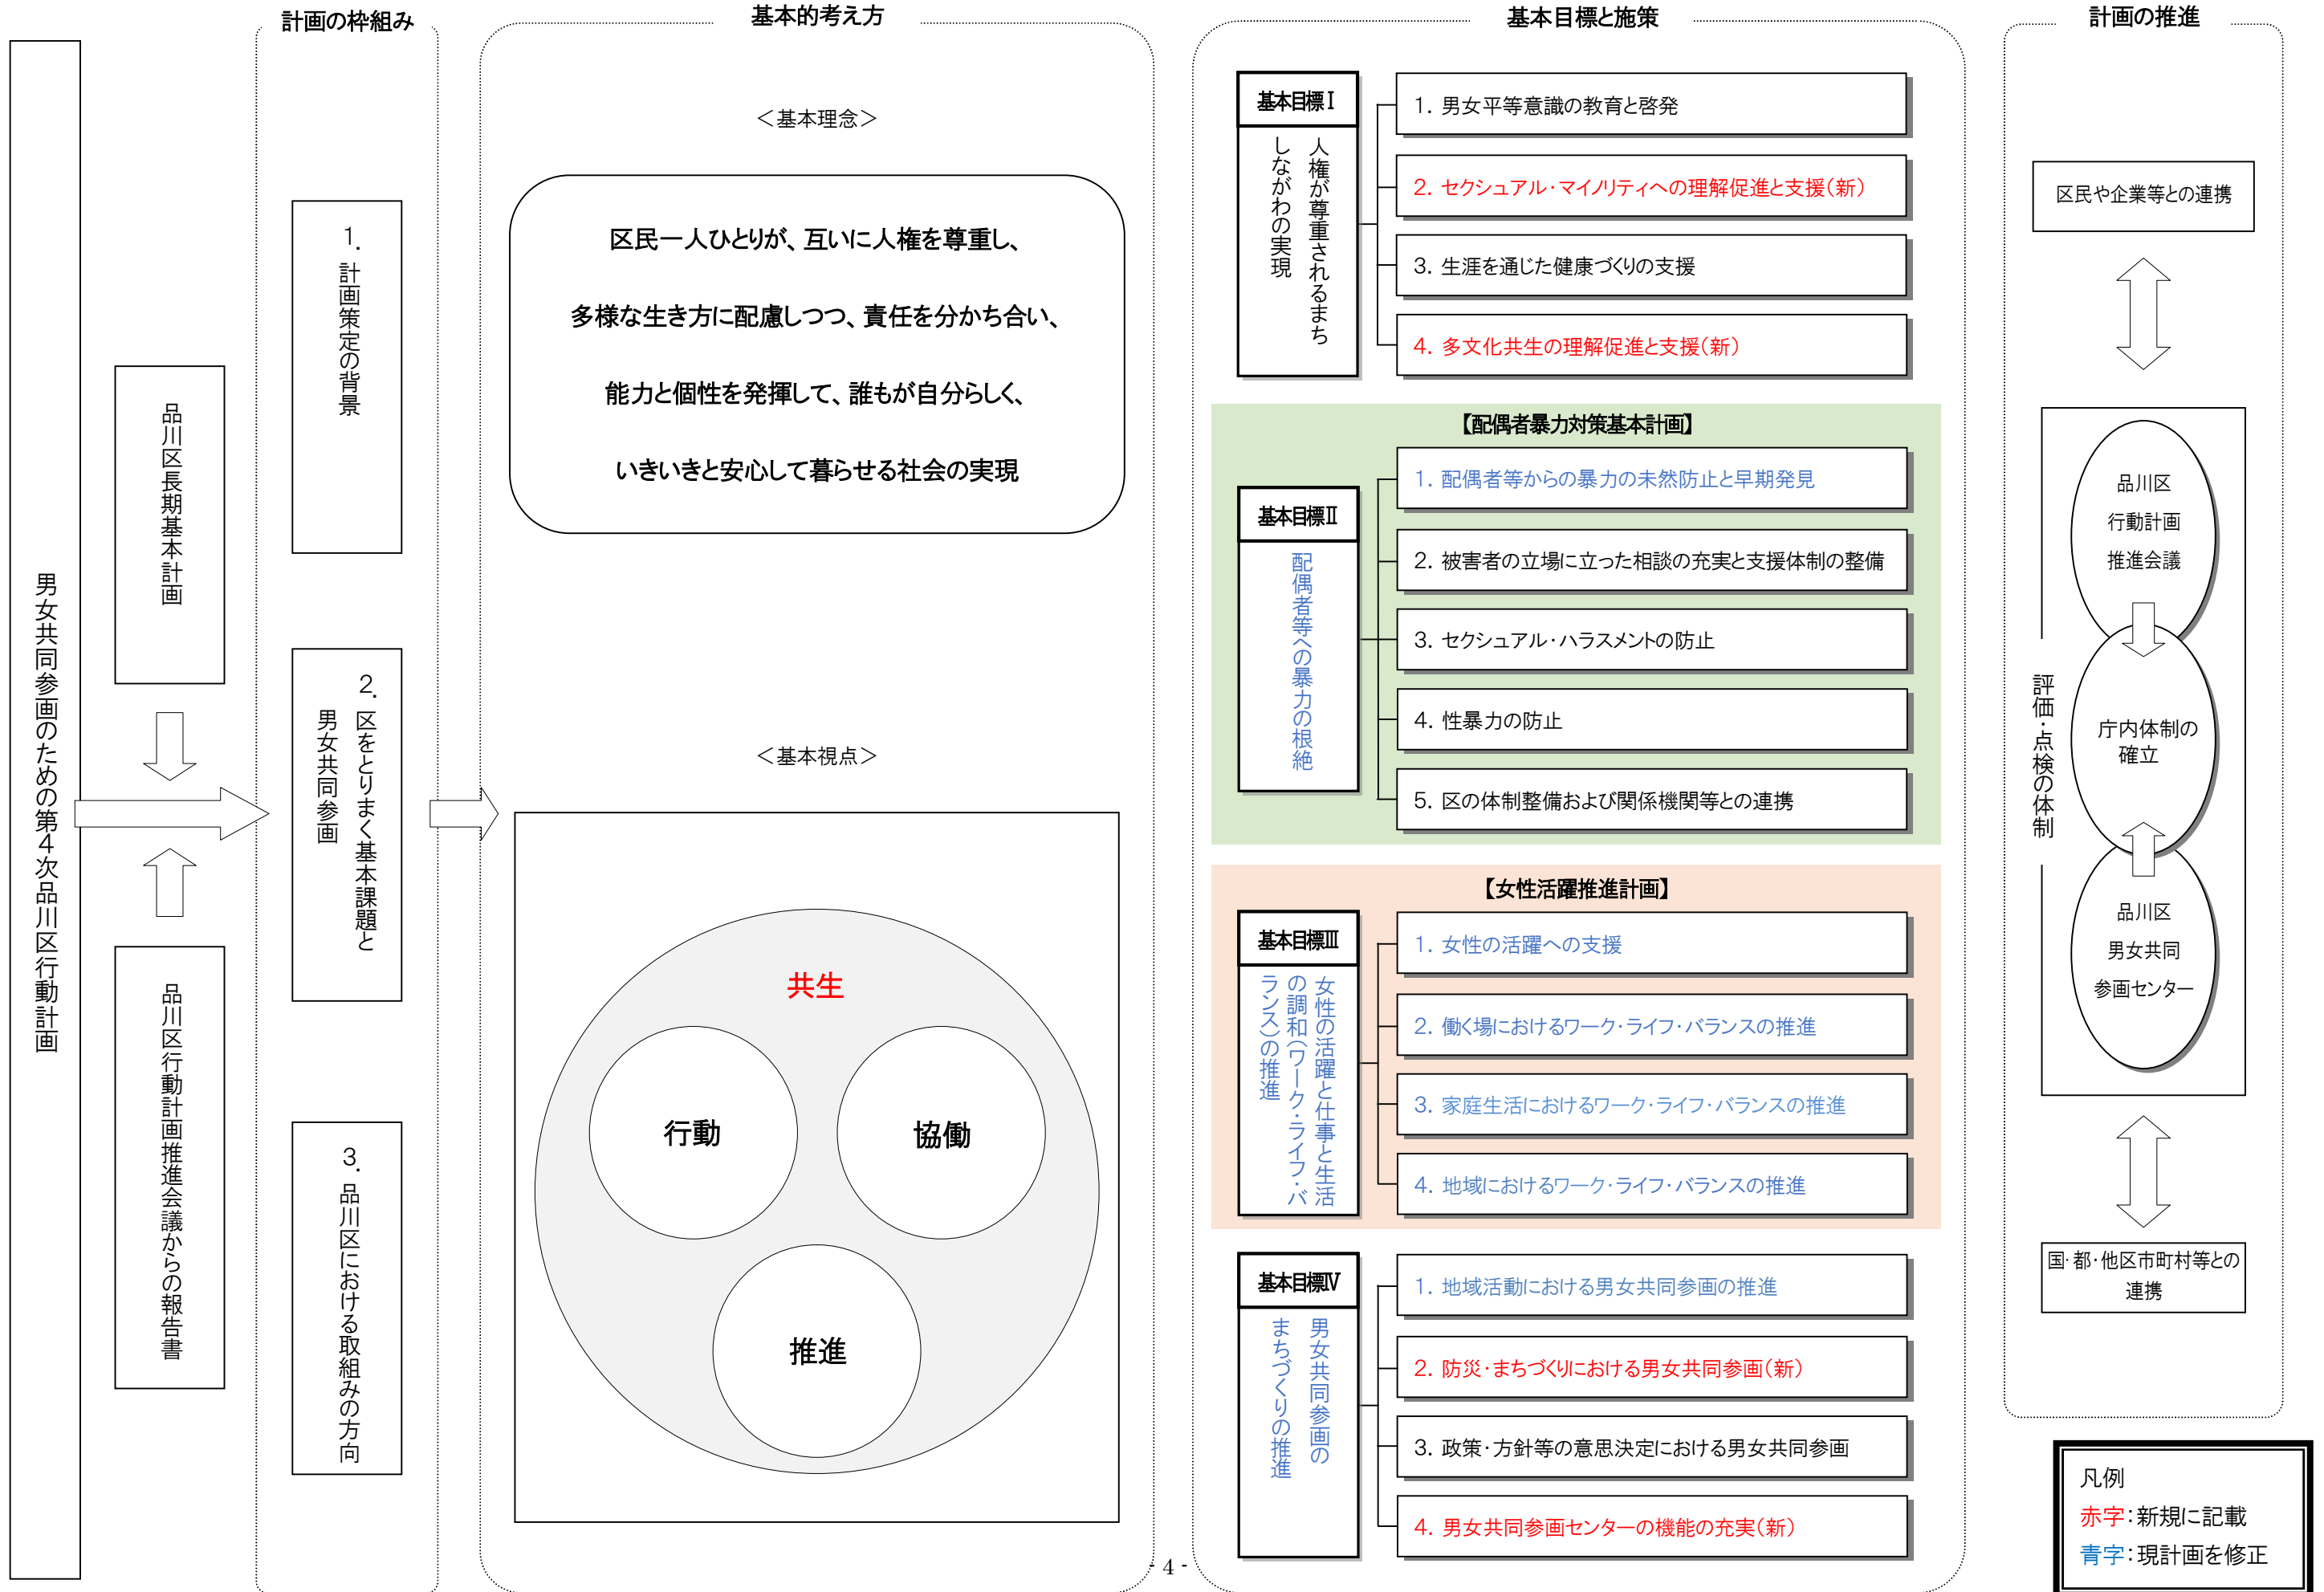 男女共同参画のための第４次品川区行動計画
品川区長期基本計画
品川区行動計画推進会議からの報告書
計画の枠組み
1. 計画策定の背景
2. 区をとりまく基本課題と
男女共同参画
3. 品川区における取組みの方向
基本的考え方
＜基本理念＞
区民一人ひとりが、互いに人権を尊重し、
多様な生き方に配慮しつつ、責任を分かち合い、
能力と個性を発揮して、誰もが自分らしく、
いきいきと安心して暮らせる社会の実現
＜基本視点＞
共生
行動
協働
推進
基本目標と施策
基本目標Ⅰ
人権が尊重されるまち
しながわの実現
1. 男女平等意識の教育と啓発
2. セクシュアル・マイノリティへの理解促進と支援（新）
3. 生涯を通じた健康づくりの支援
4. 多文化共生の理解促進と支援（新）
【配偶者暴力対策基本計画】
基本目標Ⅱ
配偶者等への暴力の根絶
1. 配偶者等からの暴力の未然防止と早期発見
2. 被害者の立場に立った相談の充実と支援体制の整備
3. セクシュアル・ハラスメントの防止
4. 性暴力の防止
5. 区の体制整備および関係機関等との連携
【女性活躍推進計画】
基本目標Ⅲ
女性の活躍と仕事と生活
の調和（ワーク・ライフ・バ
ランス）の推進
1. 女性の活躍への支援
2. 働く場におけるワーク・ライフ・バランスの推進
3. 家庭生活におけるワーク・ライフ・バランスの推進
4. 地域におけるワーク・ライフ・バランスの推進
基本目標Ⅳ
男女共同参画の
まちづくりの推進
1. 地域活動における男女共同参画の推進
2. 防災・まちづくりにおける男女共同参画（新）
3. 政策・方針等の意思決定における男女共同参画
4. 男女共同参画センターの機能の充実（新）
計画の推進
区民や企業等との連携
評価・点検の体制
品川区
行動計画
推進会議
庁内体制の
確立
品川区
男女共同
参画センター
国・都・他区市町村等との
連携
凡例
赤字：新規に記載
青字：現計画を修正
- 4 -